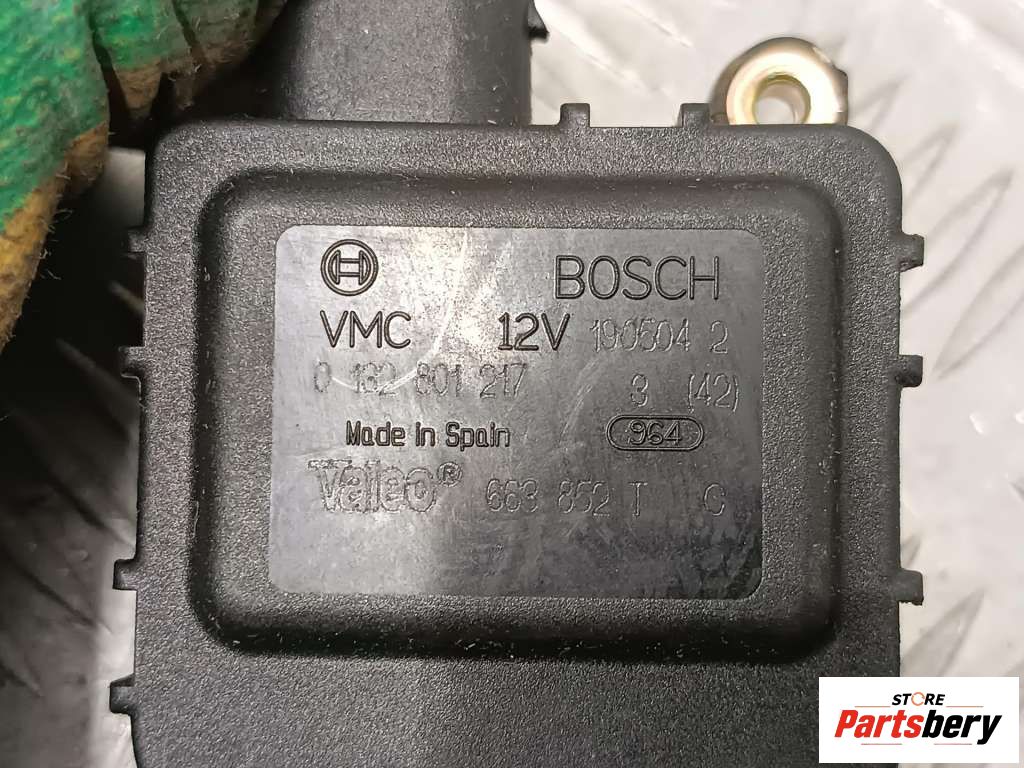 BOSCH
VMC 12V 190504 2
0 132 801 217 3 (42)
Made in Spain 964
Valeo® 663 852 T C
STORE
Partsbery